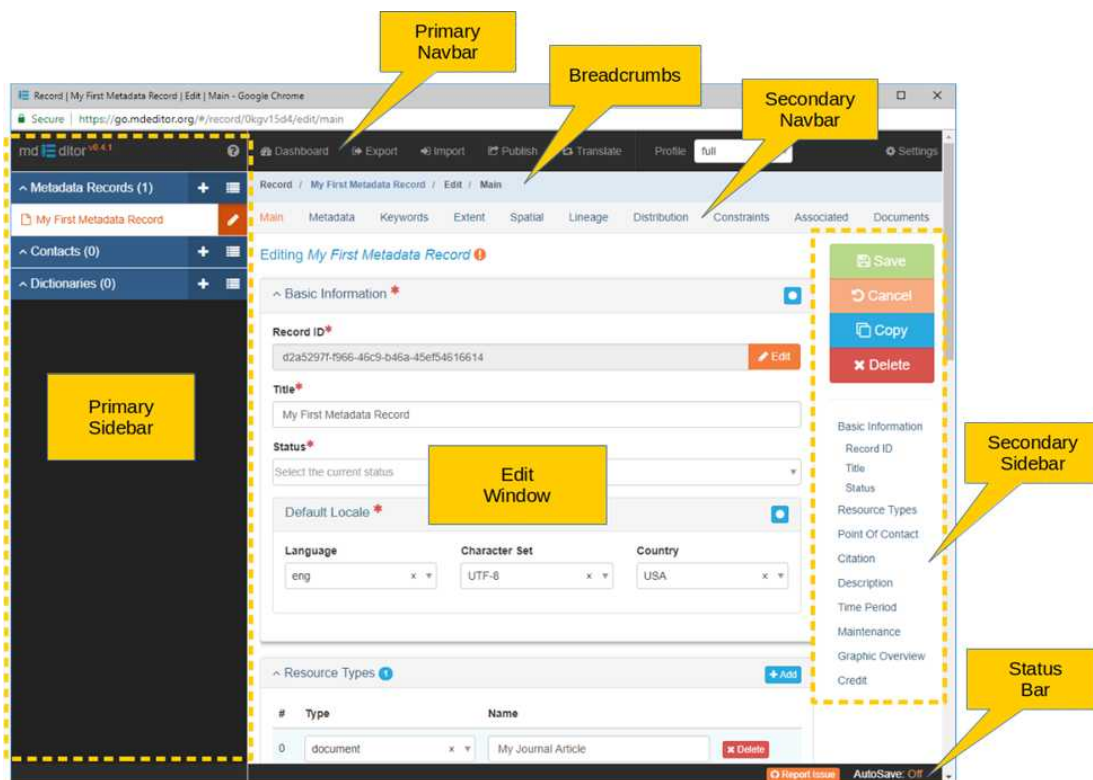 Primary
Navbar
Breadcrumbs
Secondary
Navbar
Record | My First Metadata Record | Edit | Main - Google Chrome
Secure | https://go.mdeditor.org/#/record/0kgv15d4/edit/main
md ditor v0.4.1
Dashboard Export Import Publish Translate Profile full Settings
Metadata Records (1)
My First Metadata Record
Contacts (0)
Dictionaries (0)
Primary
Sidebar
Record / My First Metadata Record / Edit / Main
Main Metadata Keywords Extent Spatial Lineage Distribution Constraints Associated Documents
Editing My First Metadata Record
Basic Information *
Record ID*
d2a5297f-f966-46c9-b46a-45ef54616614 Edit
Title*
My First Metadata Record
Status*
Select the current status
Edit
Window
Default Locale *
Language Character Set Country
eng x UTF-8 x USA x
Resource Types 1 + Add
# Type Name
0 document x My Journal Article Delete
Save
Cancel
Copy
Delete
Basic Information
Record ID
Title
Status
Resource Types
Point Of Contact
Citation
Description
Time Period
Maintenance
Graphic Overview
Credit
Secondary
Sidebar
Status
Bar
Report Issue AutoSave: Off